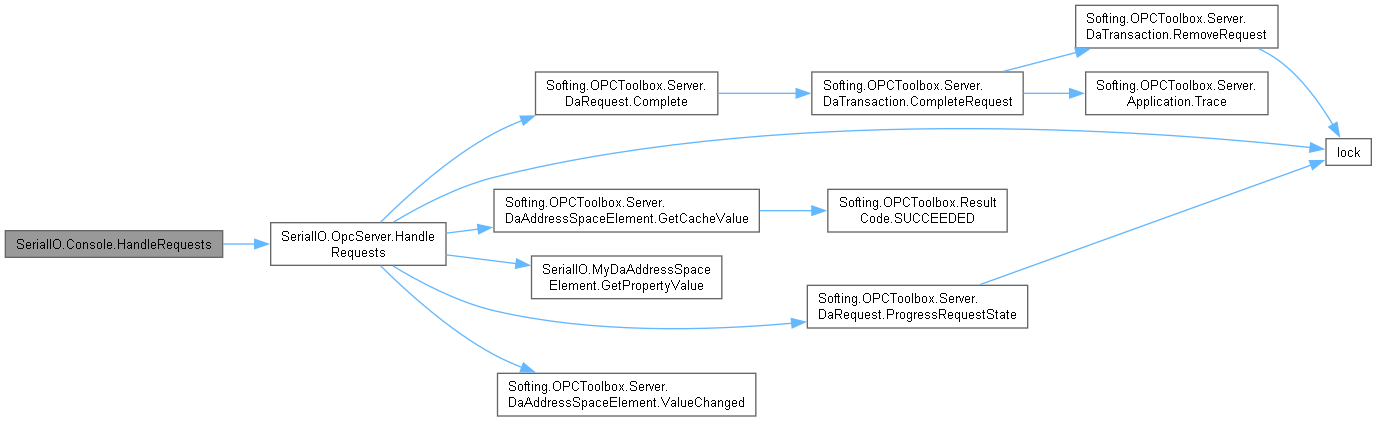 SerialIO.Console.HandleRequests
SerialIO.OpcServer.Handle
Requests
Softing.OPCToolbox.Server.
DaRequest.Complete
Softing.OPCToolbox.Server.
DaTransaction.CompleteRequest
Softing.OPCToolbox.Server.
DaTransaction.RemoveRequest
Softing.OPCToolbox.Server.
Application.Trace
lock
Softing.OPCToolbox.Server.
DaAddressSpaceElement.GetCacheValue
Softing.OPCToolbox.Result
Code.SUCCEEDED
SerialIO.MyDaAddressSpace
Element.GetPropertyValue
Softing.OPCToolbox.Server.
DaRequest.ProgressRequestState
Softing.OPCToolbox.Server.
DaAddressSpaceElement.ValueChanged